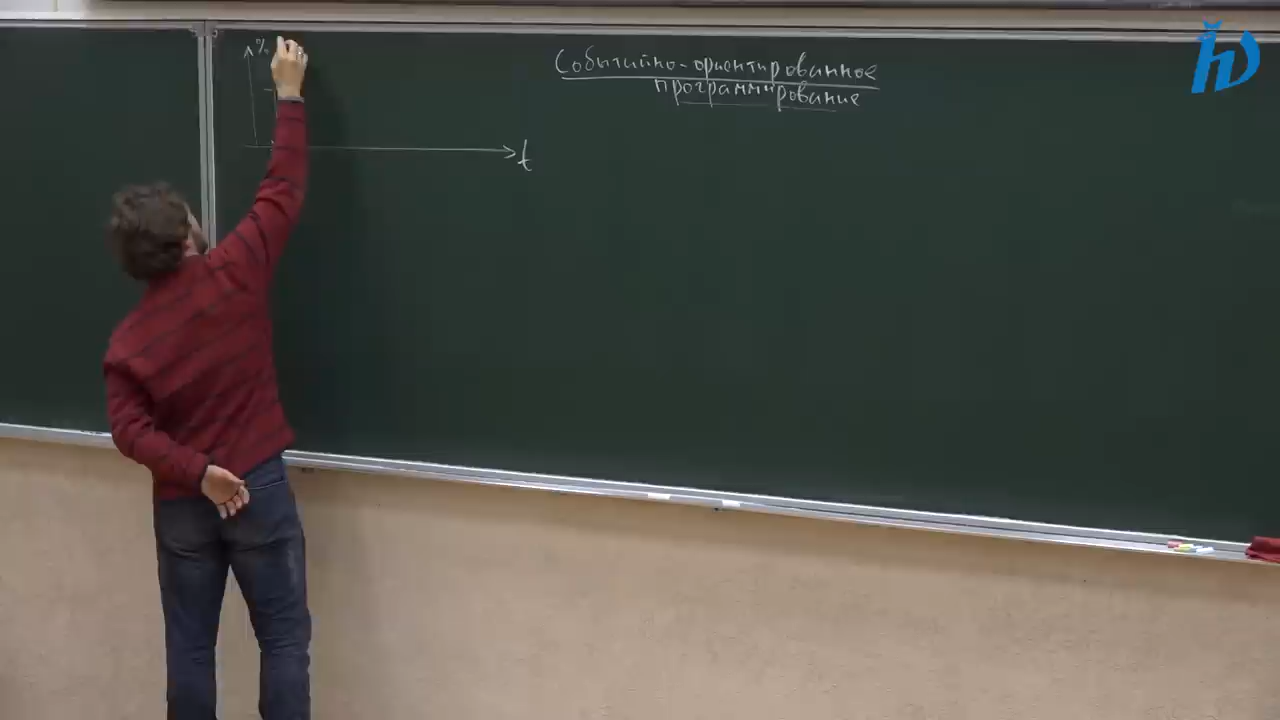 %
Событийно-ориентированное
программирование
t